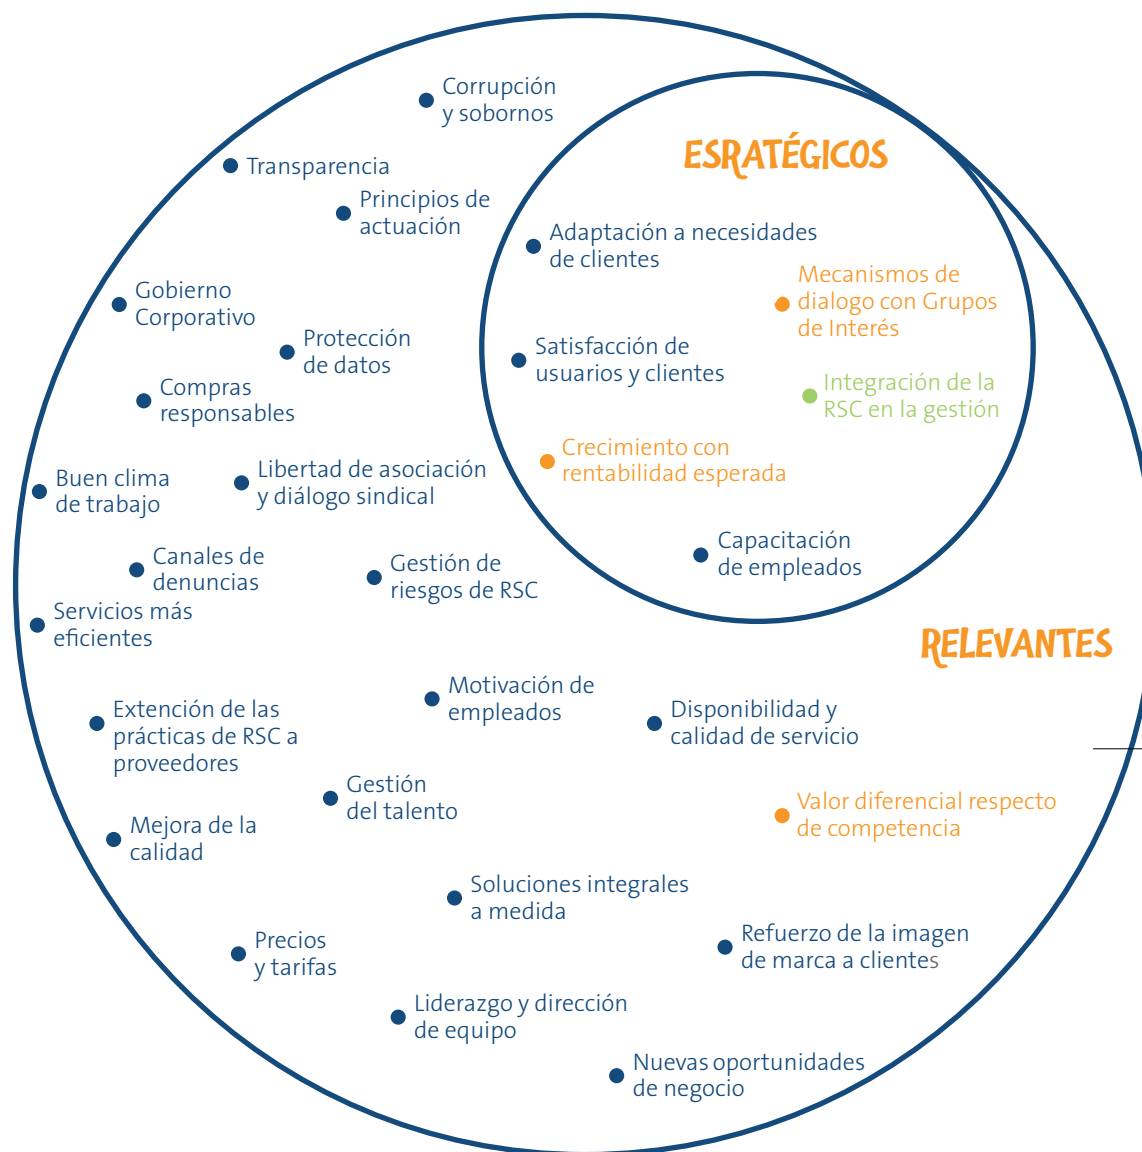 Corrupción
y sobornos
ESRATÉGICOS
Transparencia
Principios de
actuación
Adaptación a necesidades
de clientes
Mecanismos de
dialogo con Grupos
de Interés
Gobierno
Corporativo
Protección
de datos
Satisfacción de
usuarios y clientes
Integración de la
RSC en la gestión
Compras
responsables
Crecimiento con
rentabilidad esperada
Buen clima
de trabajo
Libertad de asociación
y diálogo sindical
Capacitación
de empleados
Canales de
denuncias
Gestión de
riesgos de RSC
Servicios más
eficientes
RELEVANTES
Motivación de
empleados
Disponibilidad y
calidad de servicio
Extención de las
prácticas de RSC a
proveedores
Gestión
del talento
Valor diferencial respecto
de competencia
Mejora de la
calidad
Soluciones integrales
a medida
Refuerzo de la imagen
de marca a clientes
Precios
y tarifas
Liderazgo y dirección
de equipo
Nuevas oportunidades
de negocio